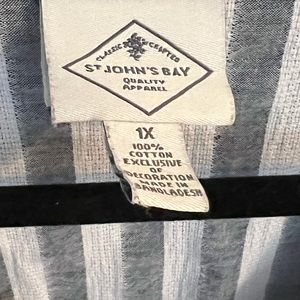 CLASSIC CRAFTED
ST JOHN'S BAY
QUALITY
APPAREL
1X
100%
COTTON
EXCLUSIVE
OF
DECORATION
MADE IN
BANGLADESH